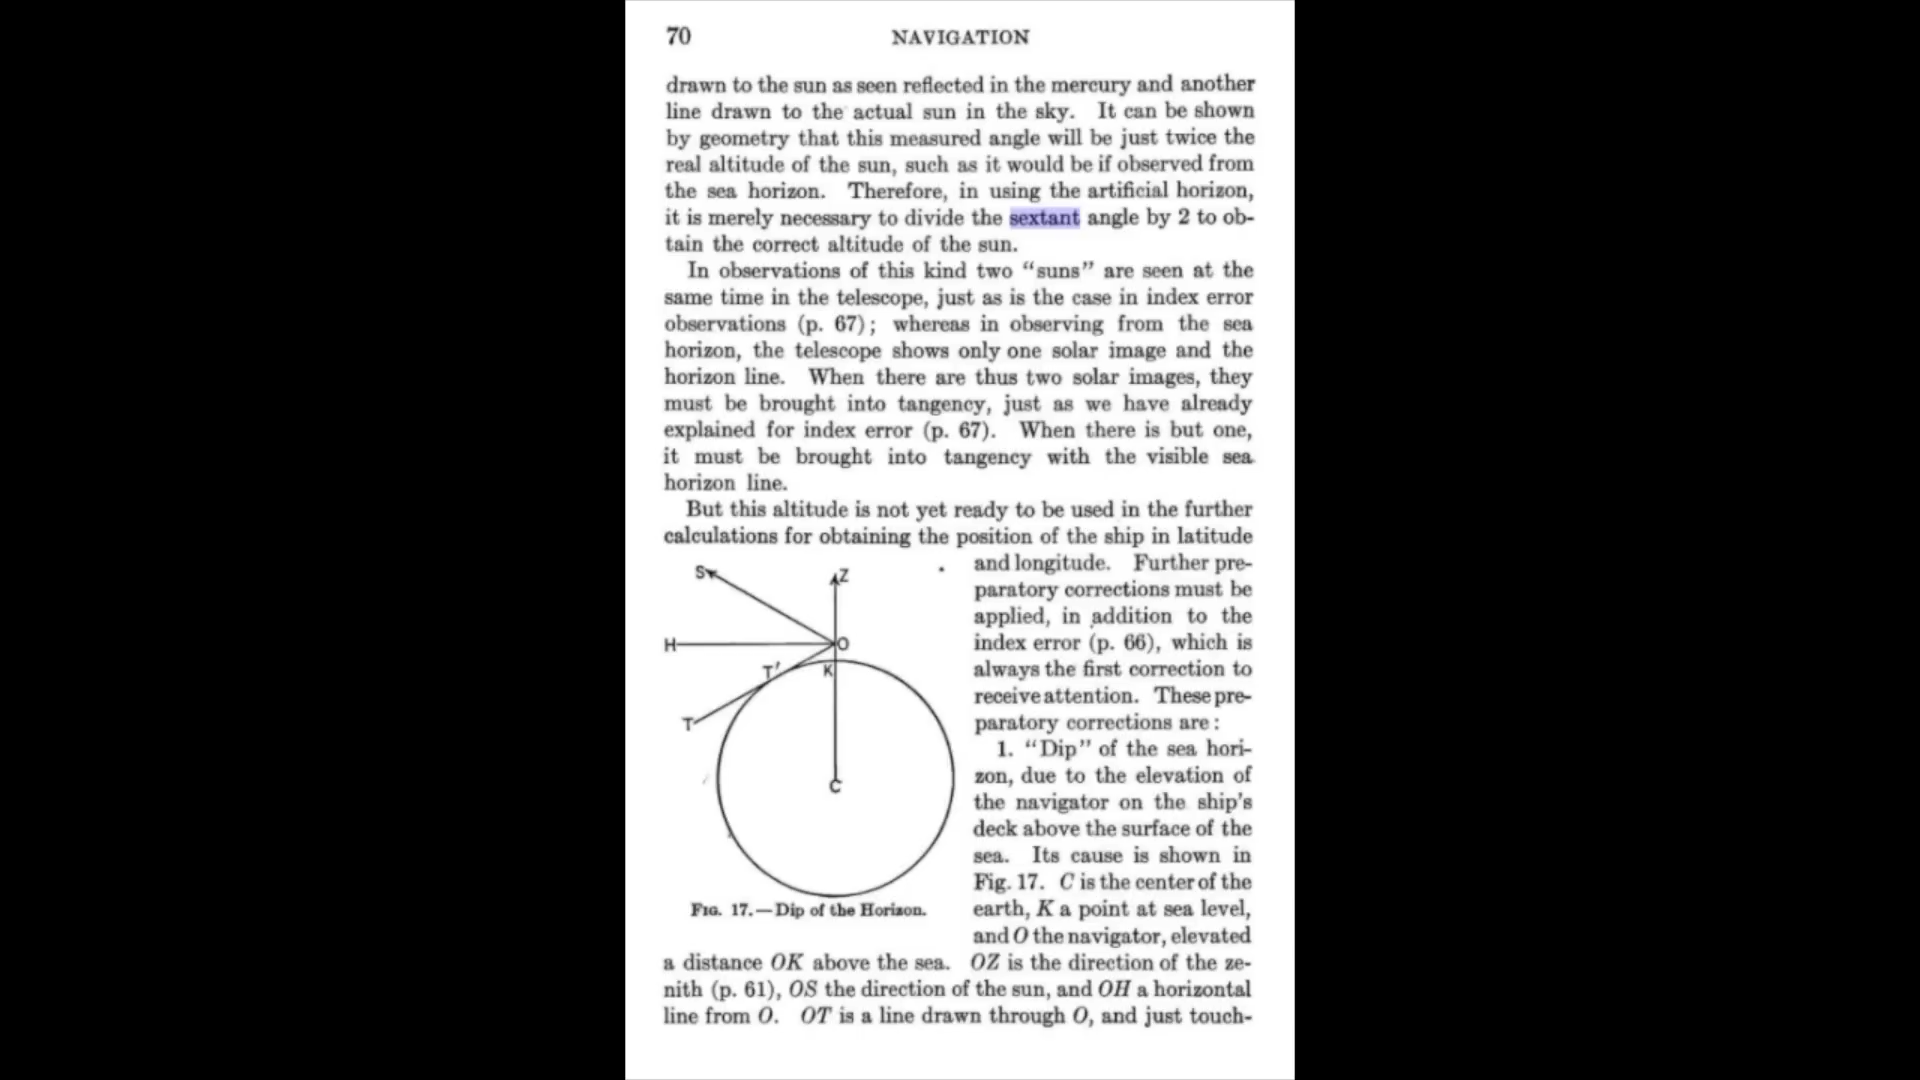 70 NAVIGATION
drawn to the sun as seen reflected in the mercury and another
line drawn to the actual sun in the sky. It can be shown
by geometry that this measured angle will be just twice the
real altitude of the sun, such as it would be if observed from
the sea horizon. Therefore, in using the artificial horizon,
it is merely necessary to divide the sextant angle by 2 to ob-
tain the correct altitude of the sun.
In observations of this kind two “suns” are seen at the
same time in the telescope, just as is the case in index error
observations (p. 67); whereas in observing from the sea
horizon, the telescope shows only one solar image and the
horizon line. When there are thus two solar images, they
must be brought into tangency, just as we have already
explained for index error (p. 67). When there is but one,
it must be brought into tangency with the visible sea
horizon line.
But this altitude is not yet ready to be used in the further
calculations for obtaining the position of the ship in latitude
and longitude. Further pre-
paratory corrections must be
applied, in addition to the
index error (p. 66), which is
always the first correction to
receive attention. These pre-
paratory corrections are:
1. “Dip” of the sea hori-
zon, due to the elevation of
the navigator on the ship’s
deck above the surface of the
sea. Its cause is shown in
Fig. 17. C is the center of the
earth, K a point at sea level,
and O the navigator, elevated
S
Z
H
O
T′
K
T
C
FIG. 17.—Dip of the Horizon.
a distance OK above the sea. OZ is the direction of the ze-
nith (p. 61), OS the direction of the sun, and OH a horizontal
line from O. OT is a line drawn through O, and just touch-